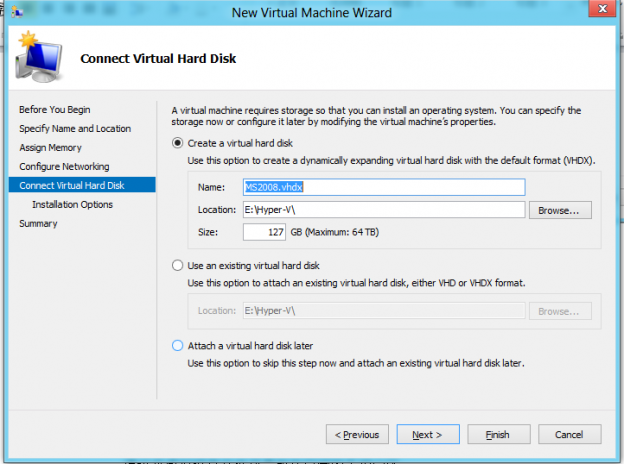 New Virtual Machine Wizard
Connect Virtual Hard Disk
Before You Begin
Specify Name and Location
Assign Memory
Configure Networking
Connect Virtual Hard Disk
Installation Options
Summary
A virtual machine requires storage so that you can install an operating system. You can specify the
storage now or configure it later by modifying the virtual machine's properties.
Create a virtual hard disk
Use this option to create a dynamically expanding virtual hard disk with the default format (VHDX).
Name: MS2008.vhdx
Location: E:\Hyper-V\ Browse...
Size: 127 GB (Maximum: 64 TB)
Use an existing virtual hard disk
Use this option to attach an existing virtual hard disk, either VHD or VHDX format.
Location: E:\Hyper-V\ Browse...
Attach a virtual hard disk later
Use this option to skip this step now and attach an existing virtual hard disk later.
< Previous Next > Finish Cancel